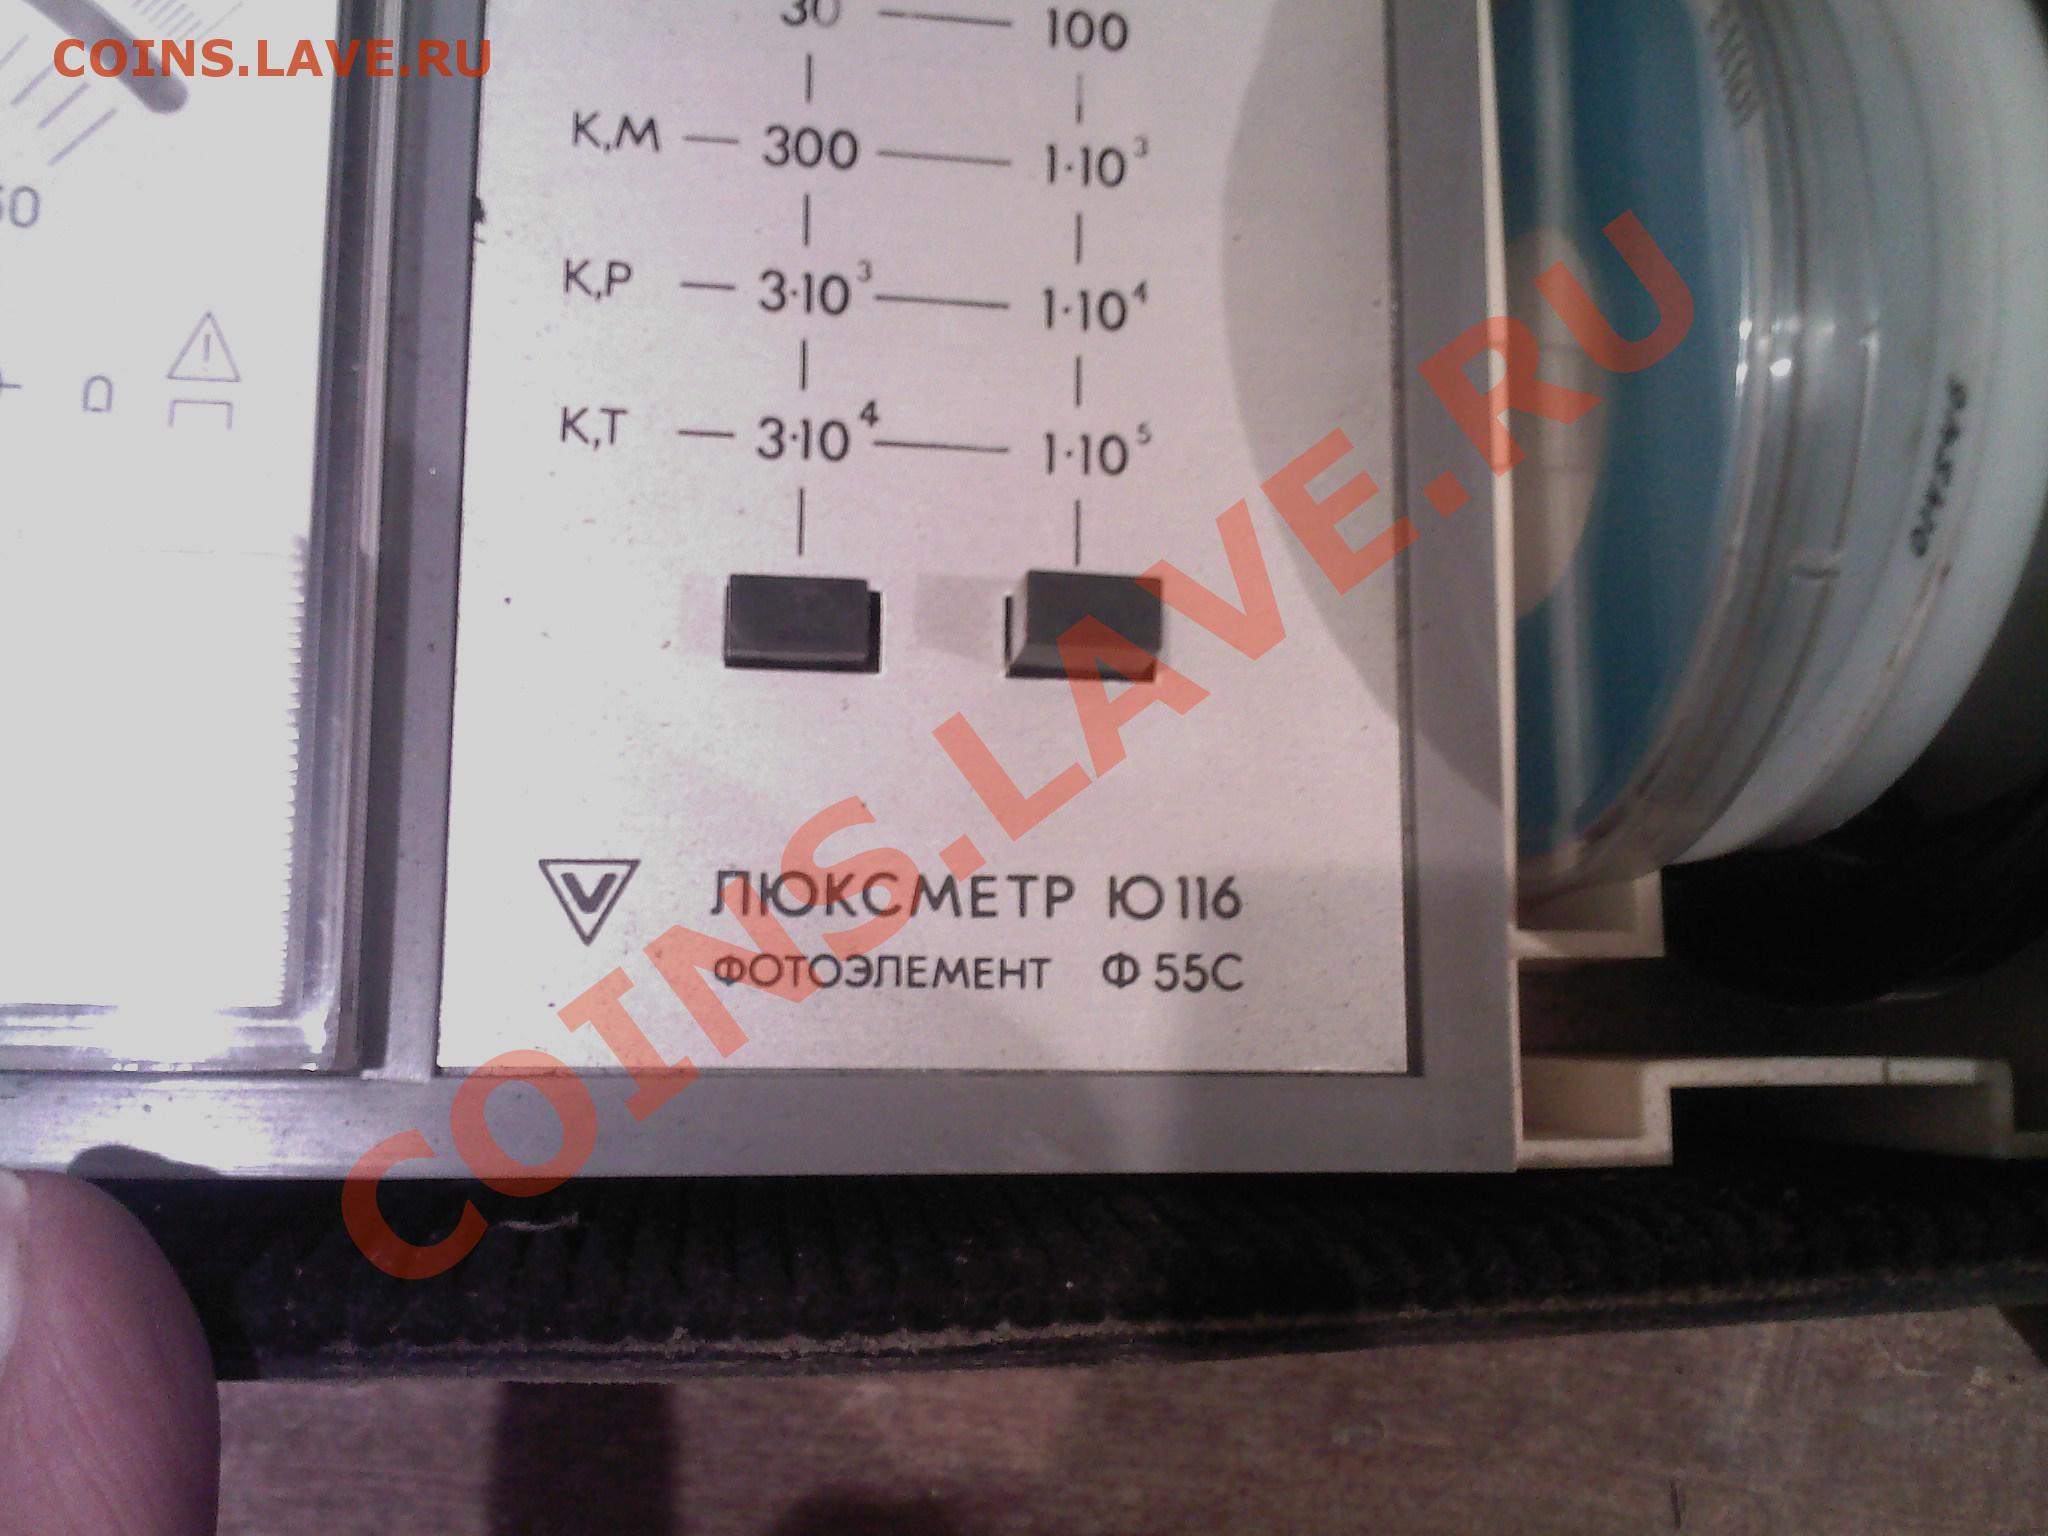 COINS.LAVE.RU
30 — 100
К,М — 300 — 1·10³
К,Р — 3·10³ — 1·10⁴
К,Т — 3·10⁴ — 1·10⁵
V ЛЮКСМЕТР Ю116
ФОТОЭЛЕМЕНТ Ф55С
COINS.LAVE.RU